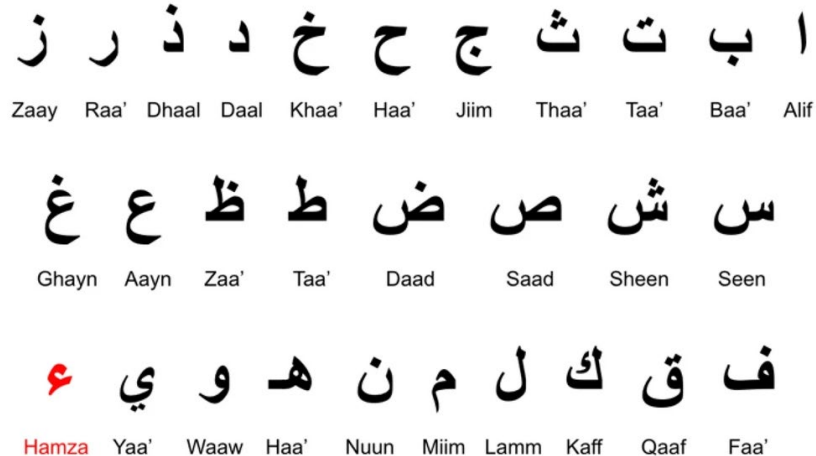 ا ب ت ث ج ح خ د ذ ر ز
Alif Baa’ Taa’ Thaa’ Jiim Haa’ Khaa’ Daal Dhaal Raa’ Zaay
س ش ص ض ط ظ ع غ
Seen Sheen Saad Daad Taa’ Zaa’ Aayn Ghayn
ف ق ك ل م ن هـ و ي ء
Faa’ Qaaf Kaff Lamm Miim Nuun Haa’ Waaw Yaa’ Hamza